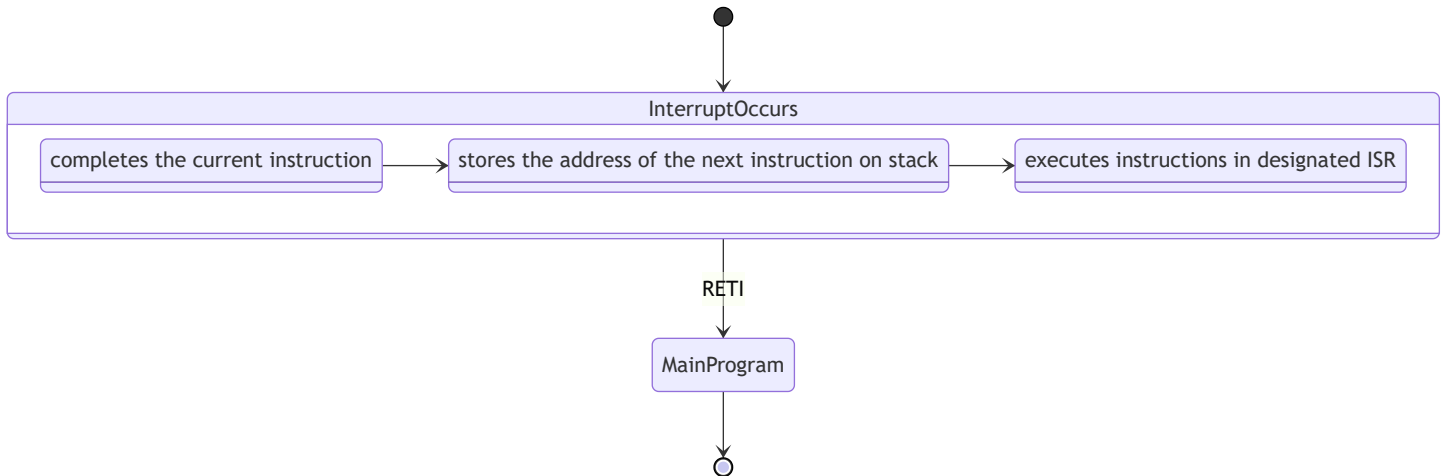 InterruptOccurs
completes the current instruction
stores the address of the next instruction on stack
executes instructions in designated ISR
RETI
MainProgram